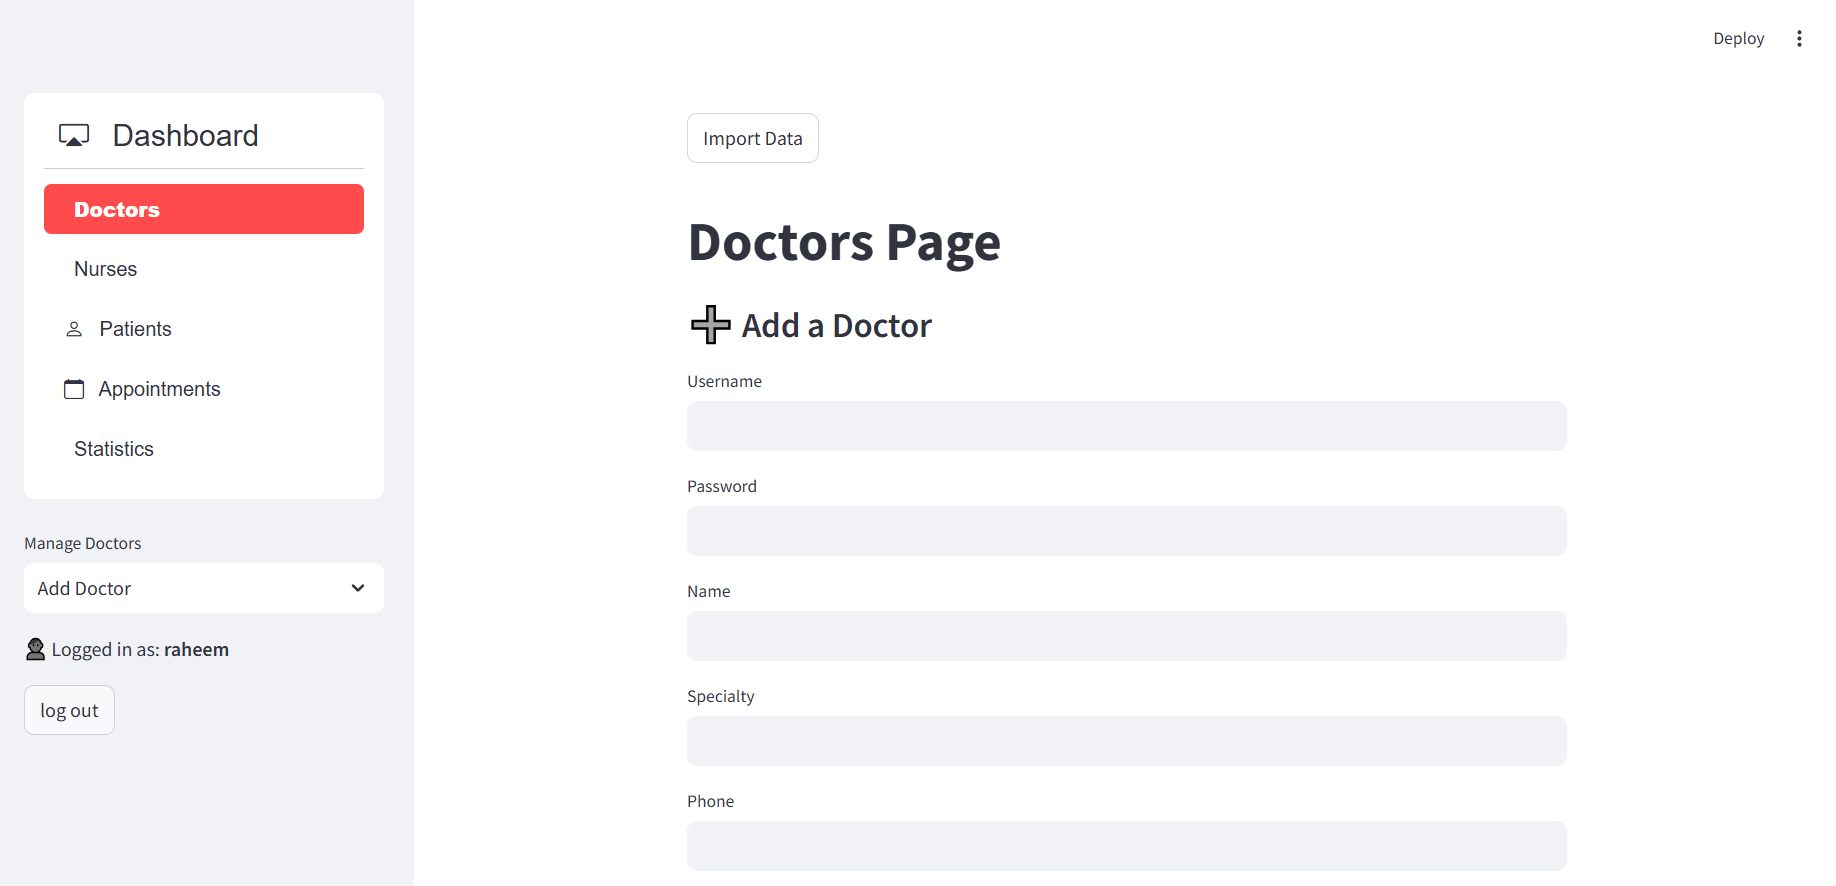 Deploy
Dashboard
Doctors
Nurses
Patients
Appointments
Statistics
Manage Doctors
Add Doctor
Logged in as: raheem
log out
Import Data
Doctors Page
Add a Doctor
Username
Password
Name
Specialty
Phone